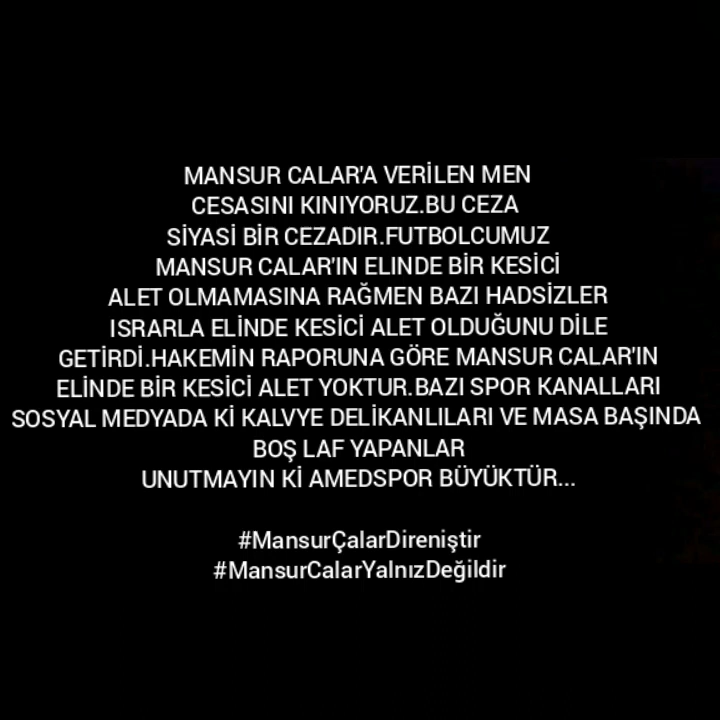 MANSUR CALAR'A VERİLEN MEN
CESASINI KINIYORUZ.BU CEZA
SİYASİ BİR CEZADIR.FUTBOLCUMUZ
MANSUR CALAR'IN ELINDE BİR KESİCİ
ALET OLMAMASINA RAĞMEN BAZI HADSİZLER
ISRARLA ELİNDE KESİCİ ALET OLDUĞUNU DİLE
GETİRDİ.HAKEMİN RAPORUNA GÖRE MANSUR CALAR'IN
ELİNDE BİR KESİCİ ALET YOKTUR.BAZI SPOR KANALLARI
SOSYAL MEDYADA Kİ KALVYE DELİKANLILARI VE MASA BAŞINDA
BOŞ LAF YAPANLAR
UNUTMAYIN Kİ AMEDSPOR BÜYÜKTÜR...
#MansurÇalarDireniştir
#MansurCalarYalnızDeğildir